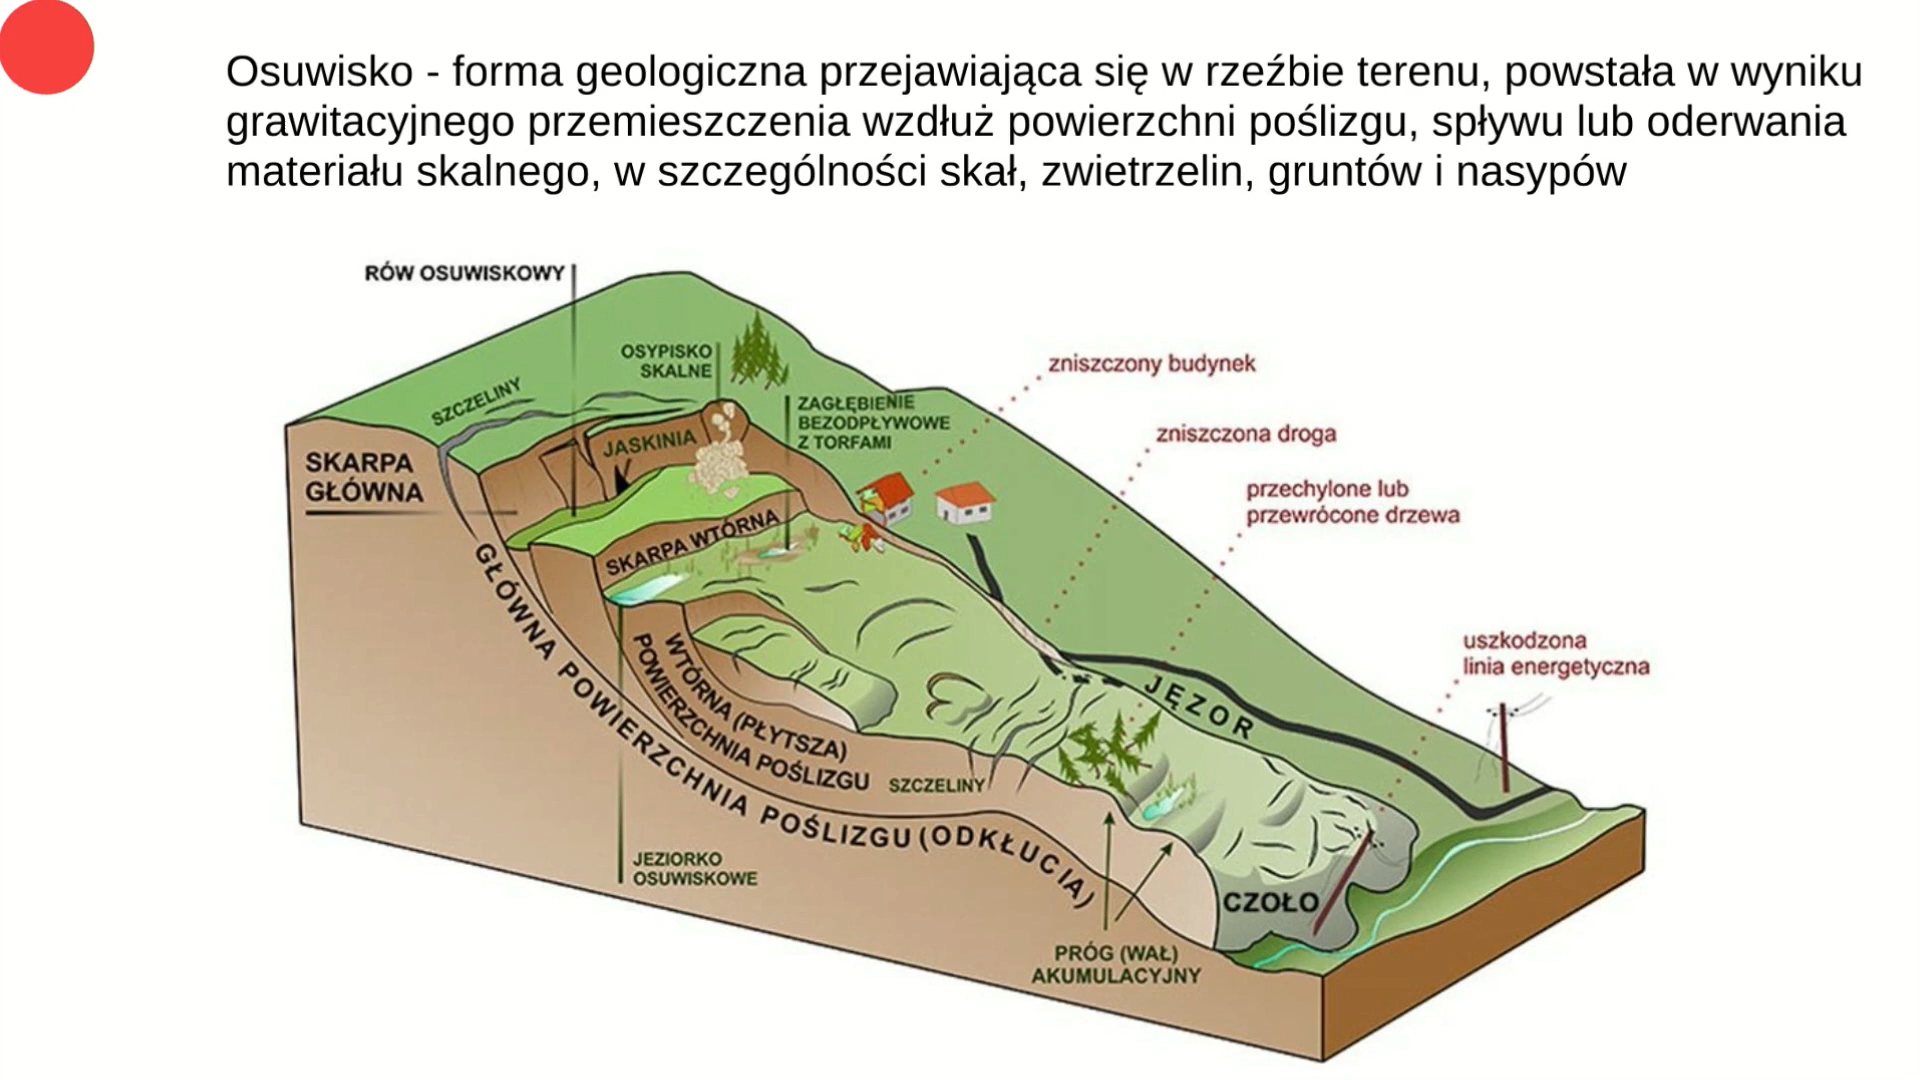 Osuwisko - forma geologiczna przejawiająca się w rzeźbie terenu, powstała w wyniku
grawitacyjnego przemieszczenia wzdłuż powierzchni poślizgu, spływu lub oderwania
materiału skalnego, w szczególności skał, zwietrzelin, gruntów i nasypów
RÓW OSUWISKOWY
OSYPISKO
SKALNE
SZCZELINY
ZAGŁĘBIENIE
BEZODPŁYWOWE
Z TORFAMI
JASKINIA
SKARPA
GŁÓWNA
SKARPA WTÓRNA
zniszczony budynek
zniszczona droga
przechylone lub
przewrócone drzewa
uszkodzona
linia energetyczna
GŁÓWNA POWIERZCHNIA POŚLIZGU (ODKŁUCIA)
WTÓRNA (PŁYTSZA)
POWIERZCHNIA POŚLIZGU
SZCZELINY
JĘZOR
JEZIORKO
OSUWISKOWE
CZOŁO
PRÓG (WAŁ)
AKUMULACYJNY